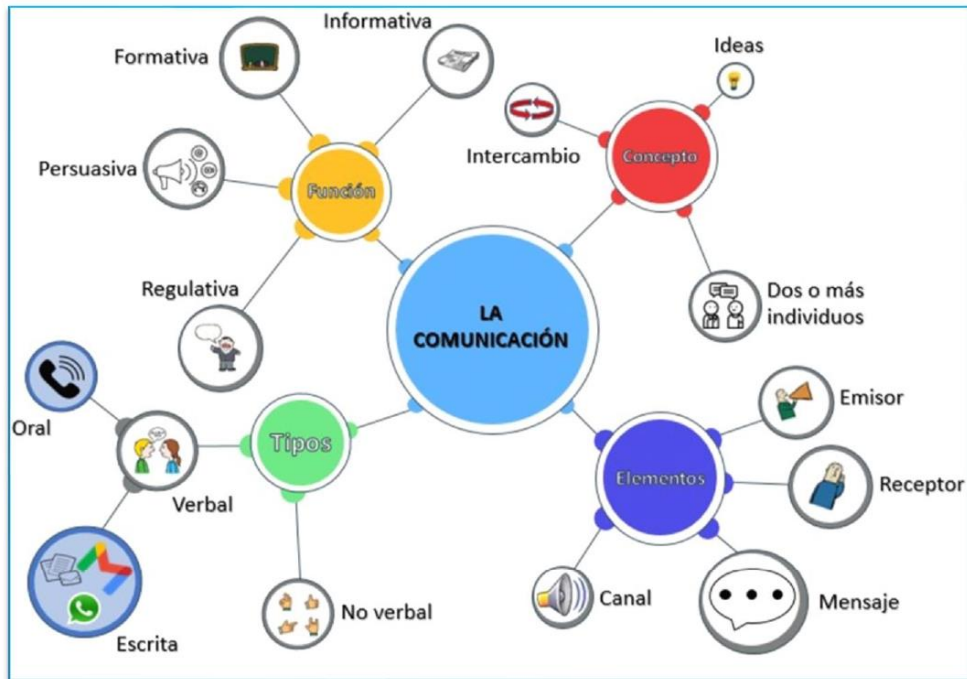 Informativa
Formativa
Ideas
Persuasiva
Intercambio
Concepto
Función
Regulativa
Dos o más
individuos
LA
COMUNICACIÓN
Oral
Emisor
Tipos
Elementos
Receptor
Verbal
Canal
Mensaje
No verbal
Escrita